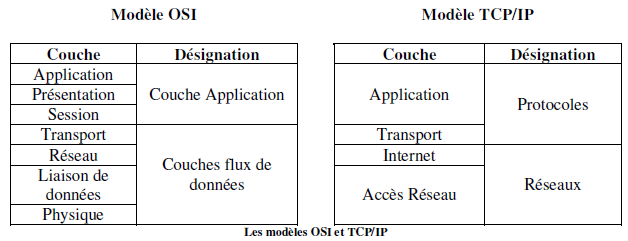 Modèle OSI
Modèle TCP/IP
Couche Désignation
Application
Présentation
Session
Couche Application
Transport
Réseau
Liaison de
données
Physique
Couches flux de
données
Couche Désignation
Application
Transport
Protocoles
Internet
Accès Réseau
Réseaux
Les modèles OSI et TCP/IP